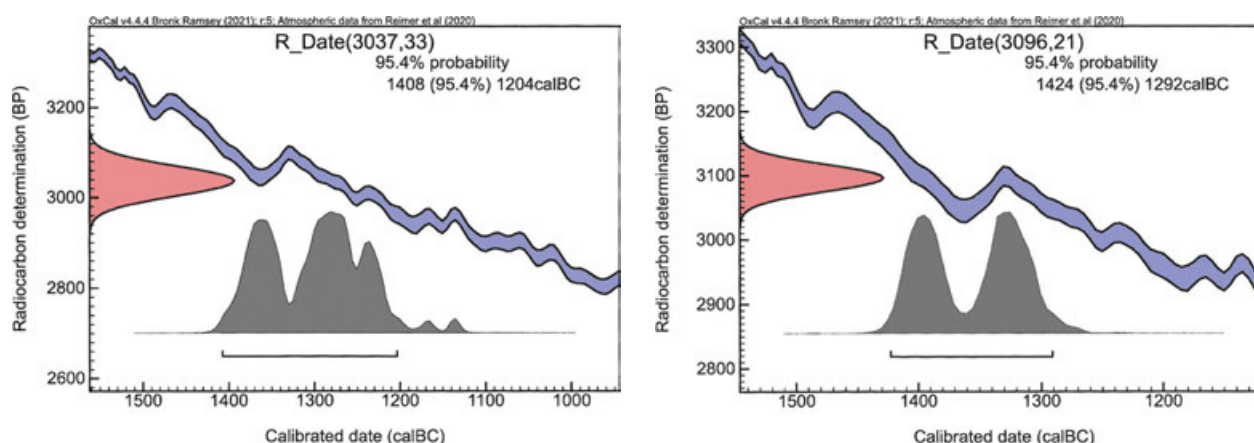 OxCal v4.4.4 Bronk Ramsey (2021); r:5; Atmospheric data from Reimer et al (2020)
R_Date(3037,33)
95.4% probability
1408 (95.4%) 1204calBC
Radiocarbon determination (BP)
3200
3000
2800
2600
1500 1400 1300 1200 1100 1000
Calibrated date (calBC)
OxCal v4.4.4 Bronk Ramsey (2021); r:5; Atmospheric data from Reimer et al (2020)
R_Date(3096,21)
95.4% probability
1424 (95.4%) 1292calBC
Radiocarbon determination (BP)
3300
3200
3100
3000
2900
2800
1500 1400 1300 1200
Calibrated date (calBC)